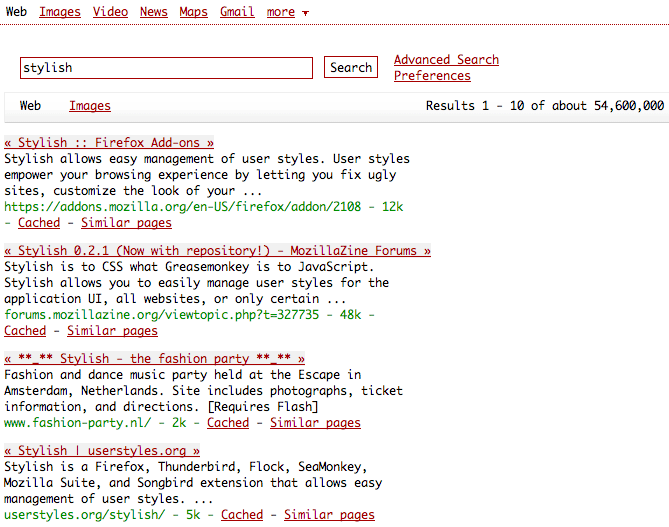 Web Images Video News Maps Gmail more ▼
stylish Search Advanced Search
Preferences
Web Images Results 1 - 10 of about 54,600,000
« Stylish :: Firefox Add-ons »
Stylish allows easy management of user styles. User styles
empower your browsing experience by letting you fix ugly
sites, customize the look of your ...
https://addons.mozilla.org/en-US/firefox/addon/2108 - 12k
- Cached - Similar pages
« Stylish 0.2.1 (Now with repository!) - MozillaZine Forums »
Stylish is to CSS what Greasemonkey is to JavaScript.
Stylish allows you to easily manage user styles for the
application UI, all websites, or only certain ...
forums.mozillazine.org/viewtopic.php?t=327735 - 48k -
Cached - Similar pages
« **_** Stylish - the fashion party **_** »
Fashion and dance music party held at the Escape in
Amsterdam, Netherlands. Site includes photographs, ticket
information, and directions. [Requires Flash]
www.fashion-party.nl/ - 2k - Cached - Similar pages
« Stylish | userstyles.org »
Stylish is a Firefox, Thunderbird, Flock, SeaMonkey,
Mozilla Suite, and Songbird extension that allows easy
management of user styles. ...
userstyles.org/stylish/ - 5k - Cached - Similar pages